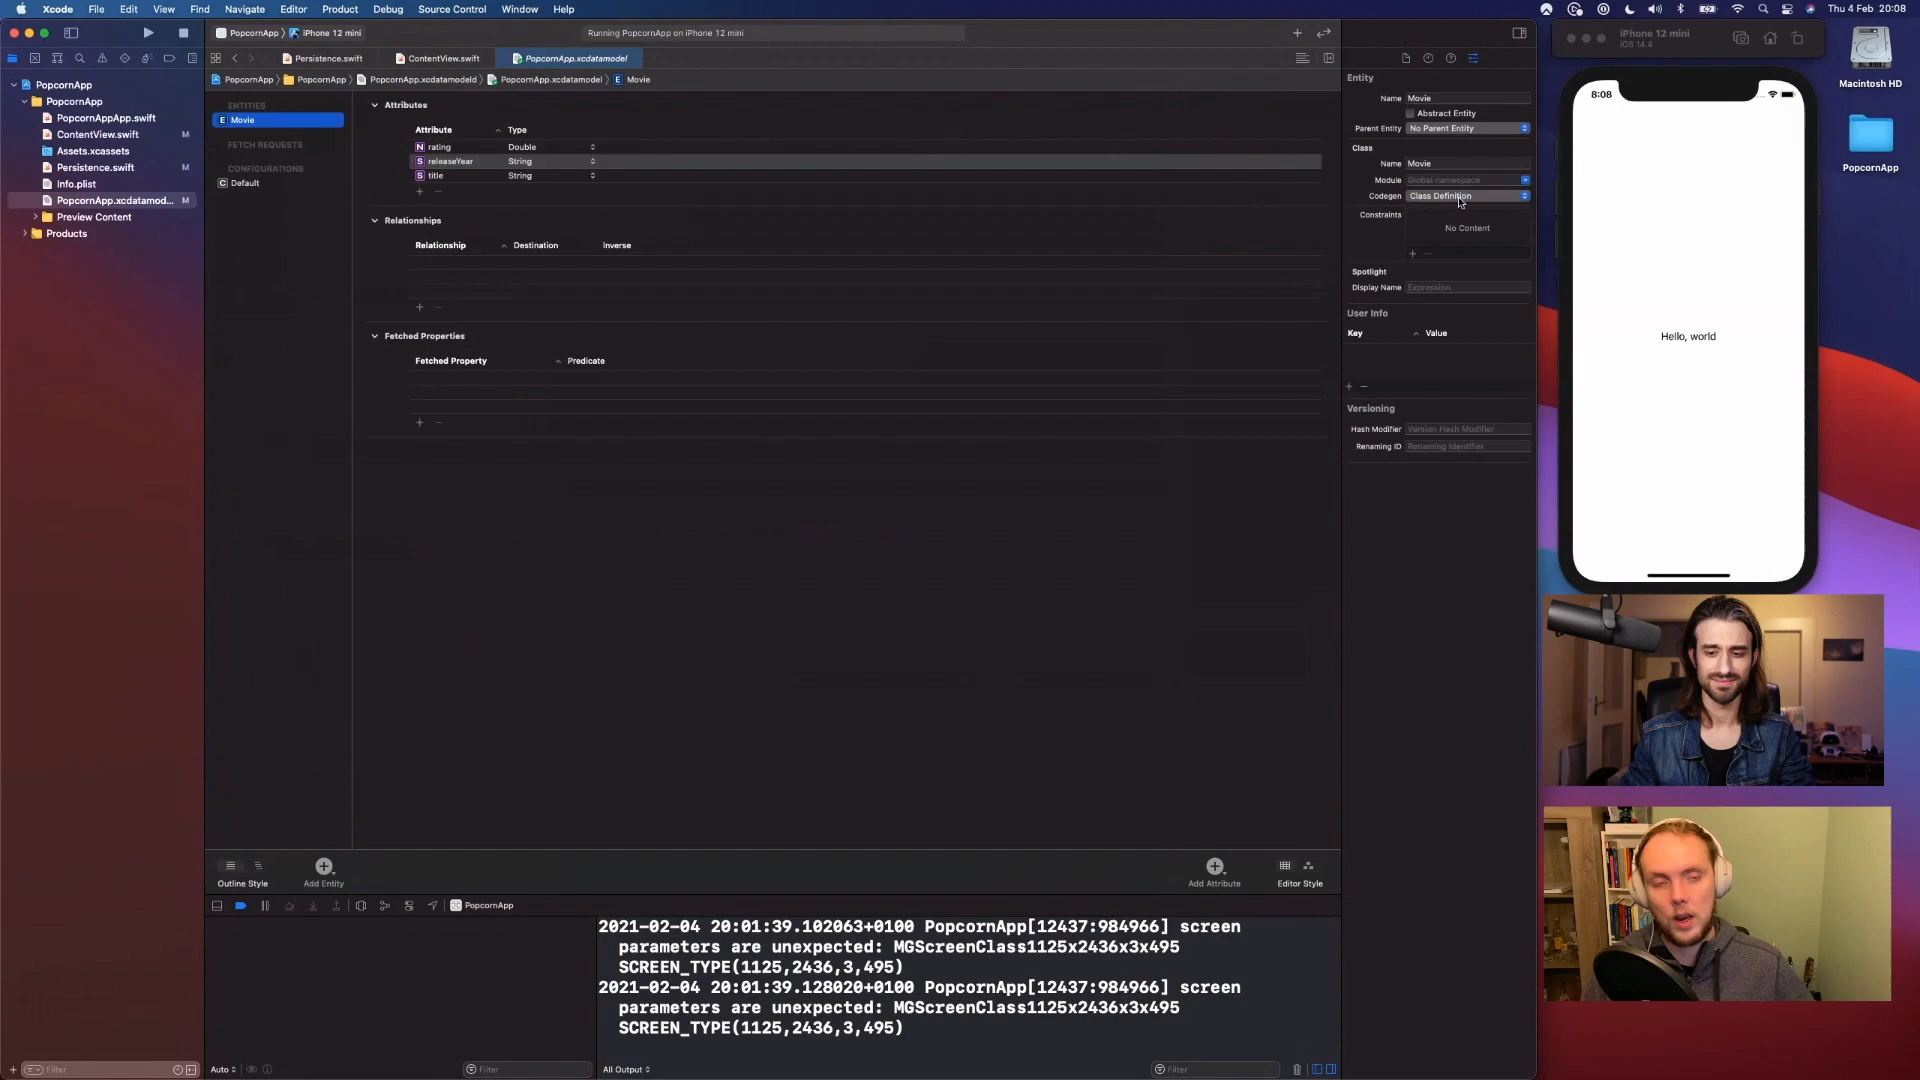 Xcode File Edit View Find Navigate Editor Product Debug Source Control Window Help
Thu 4 Feb 20:08
PopcornApp iPhone 12 mini
Running PopcornApp on iPhone 12 mini
iPhone 12 mini
iOS 14.4
Macintosh HD
PopcornApp
Persistence.swift ContentView.swift PopcornApp.xcdatamodel
PopcornApp PopcornApp PopcornApp.xcdatamodeld PopcornApp.xcdatamodel E Movie
PopcornApp
PopcornApp
PopcornAppApp.swift
ContentView.swift M
Assets.xcassets
Persistence.swift M
Info.plist
PopcornApp.xcdatamod... M
Preview Content
Products
ENTITIES
E Movie
FETCH REQUESTS
CONFIGURATIONS
C Default
Attributes
Attribute Type
N rating Double
S releaseYear String
S title String
Relationships
Relationship Destination Inverse
Fetched Properties
Fetched Property Predicate
Entity
Name Movie
Abstract Entity
Parent Entity No Parent Entity
Class
Name Movie
Module Global namespace
Codegen Class Definition
Constraints
No Content
Spotlight
Display Name Expression
User Info
Key Value
Versioning
Hash Modifier Version Hash Modifier
Renaming ID Renaming Identifier
8:08
Hello, world
Outline Style
Add Entity
Add Attribute
Editor Style
PopcornApp
2021-02-04 20:01:39.102063+0100 PopcornApp[12437:984966] screen
parameters are unexpected: MGScreenClass1125x2436x3x495
SCREEN_TYPE(1125,2436,3,495)
2021-02-04 20:01:39.128020+0100 PopcornApp[12437:984966] screen
parameters are unexpected: MGScreenClass1125x2436x3x495
SCREEN_TYPE(1125,2436,3,495)
Filter
Auto
Filter
All Output
Filter